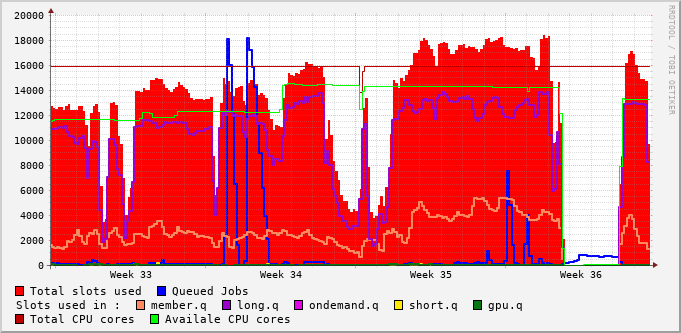 20000
18000
16000
14000
12000
10000
8000
6000
4000
2000
0
Week 33 Week 34 Week 35 Week 36
Total slots used Queued Jobs
Slots used in : member.q long.q ondemand.q short.q gpu.q
Total CPU cores Availale CPU cores
RRDTOOL / TOBI OETIKER